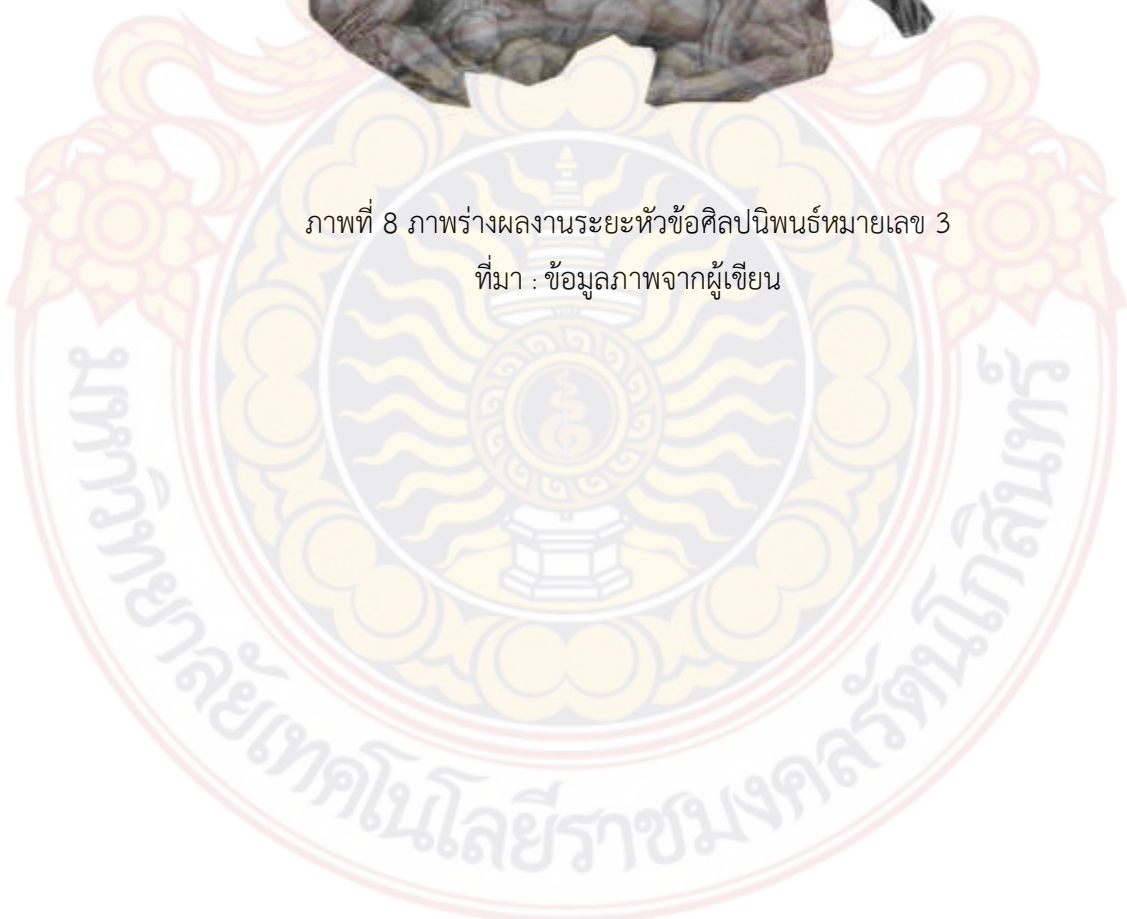 ภาพที่ 8 ภาพร่างผลงานระยะหัวข้อศิลปนิพนธ์หมายเลข 3
ที่มา : ข้อมูลภาพจากผู้เขียน
มหาวิทยาลัยเทคโนโลยีราชมงคลรัตนโกสินทร์